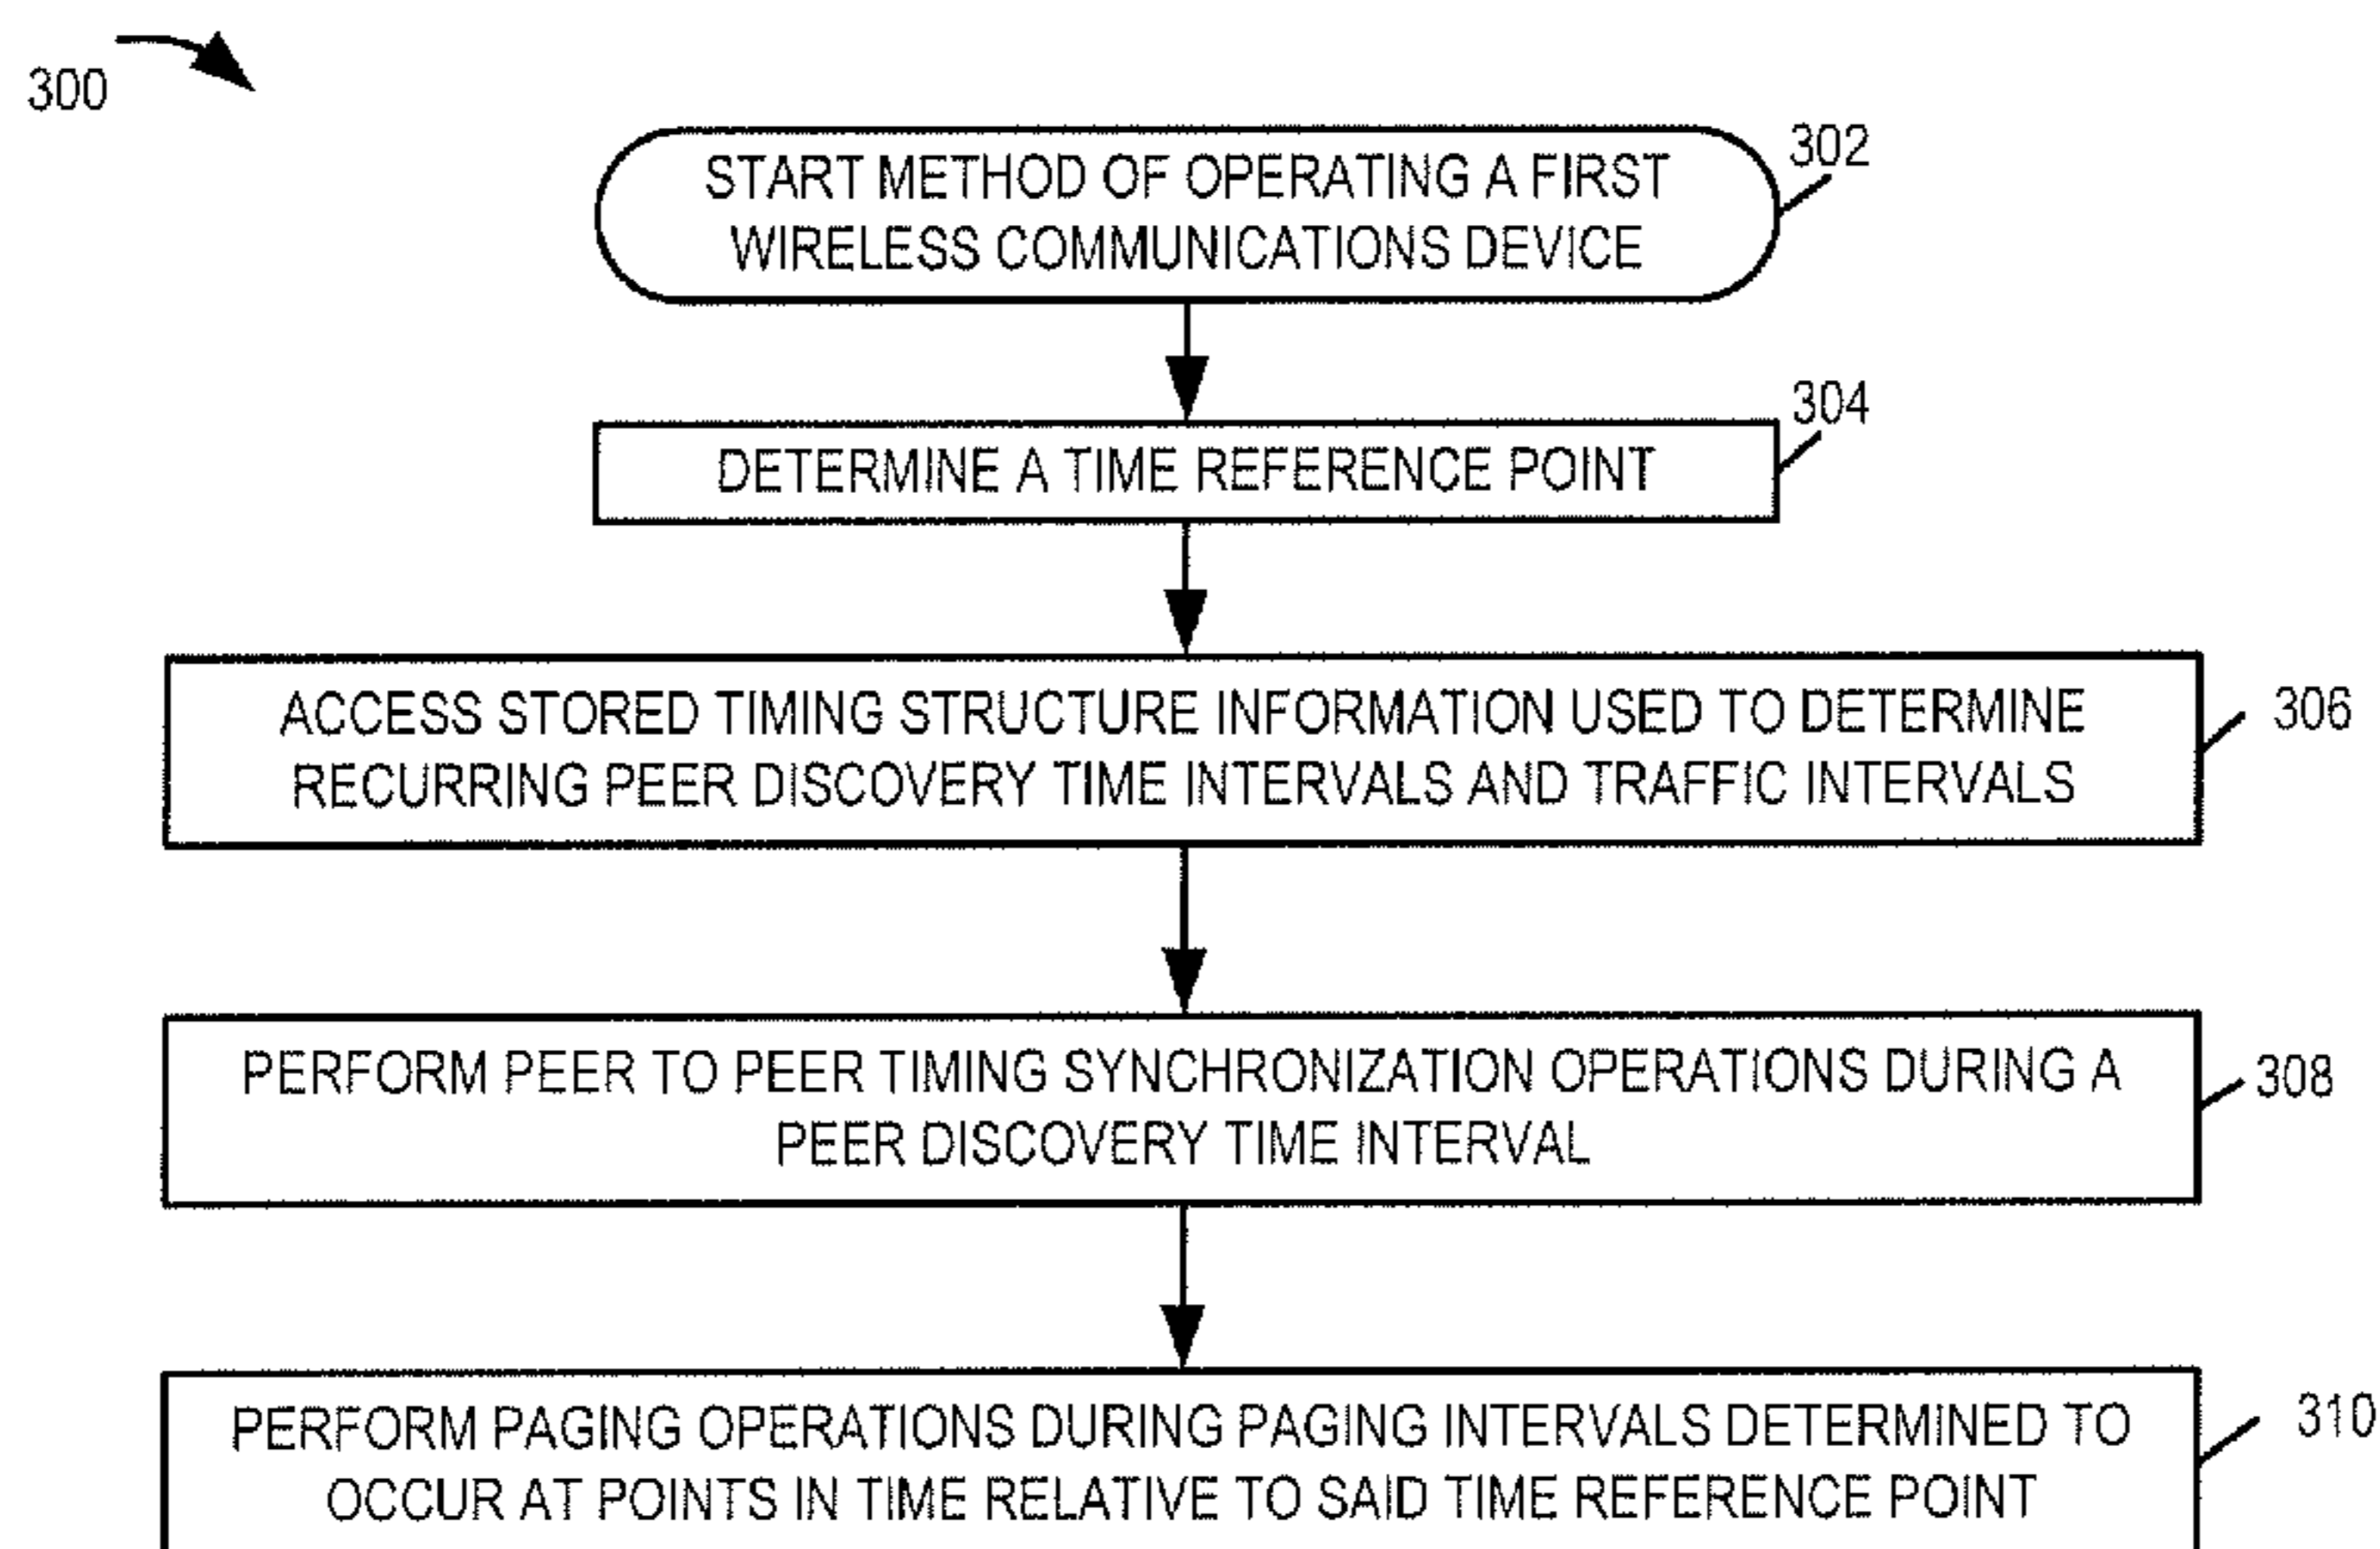 300
START METHOD OF OPERATING A FIRST
WIRELESS COMMUNICATIONS DEVICE
302
DETERMINE A TIME REFERENCE POINT
304
ACCESS STORED TIMING STRUCTURE INFORMATION USED TO DETERMINE
RECURRING PEER DISCOVERY TIME INTERVALS AND TRAFFIC INTERVALS
306
PERFORM PEER TO PEER TIMING SYNCHRONIZATION OPERATIONS DURING A
PEER DISCOVERY TIME INTERVAL
308
PERFORM PAGING OPERATIONS DURING PAGING INTERVALS DETERMINED TO
OCCUR AT POINTS IN TIME RELATIVE TO SAID TIME REFERENCE POINT
310